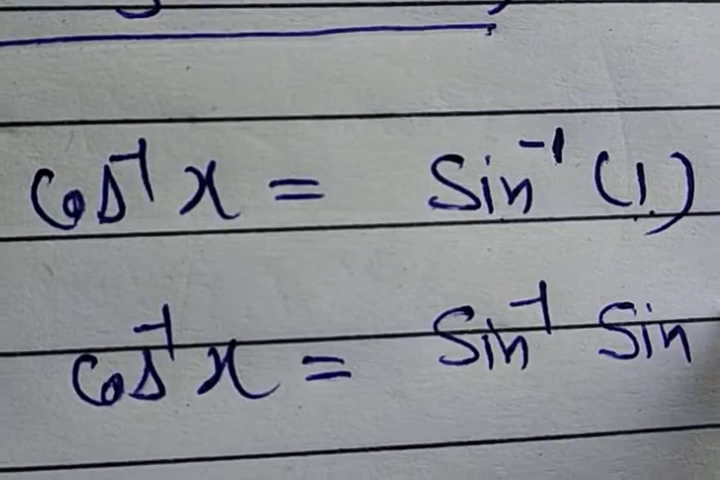 cos⁻¹ x = Sin⁻¹ (1)
cos⁻¹ x = Sin⁻¹ Sin